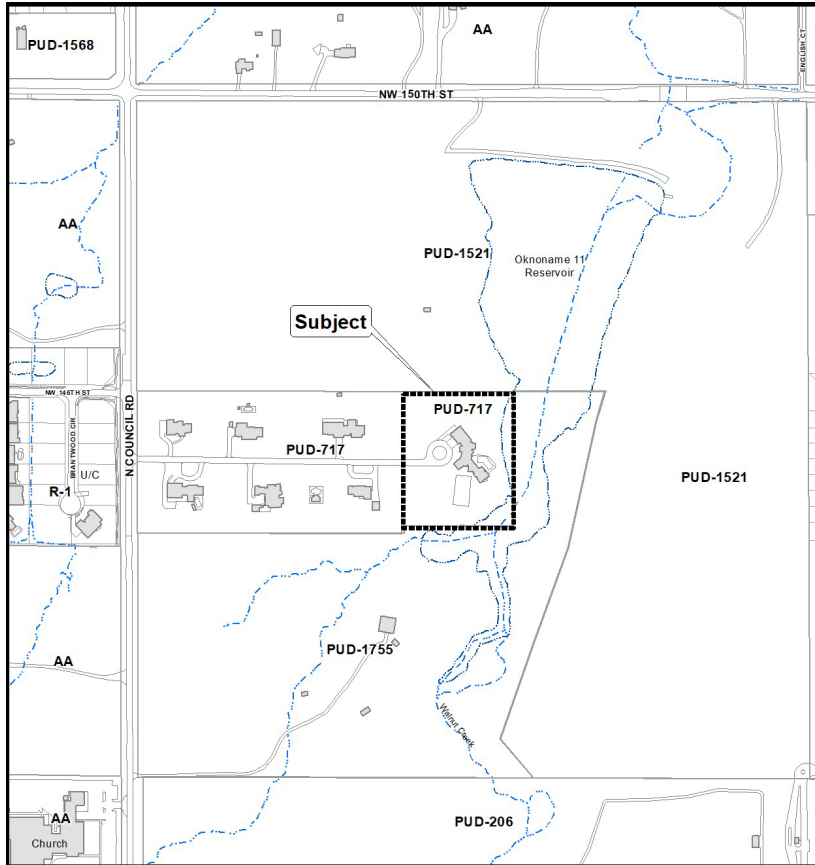 AA
PUD-1568
ENGLISH CT
NW 150TH ST
AA
PUD-1521
Oknoname 11
Reservoir
Subject
NW 146TH ST
N COUNCIL RD
PUD-717
PUD-717
BRANTWOOD CIR
U/C
R-1
PUD-1521
PUD-1755
AA
Walnut Creek
AA
PUD-206
Church